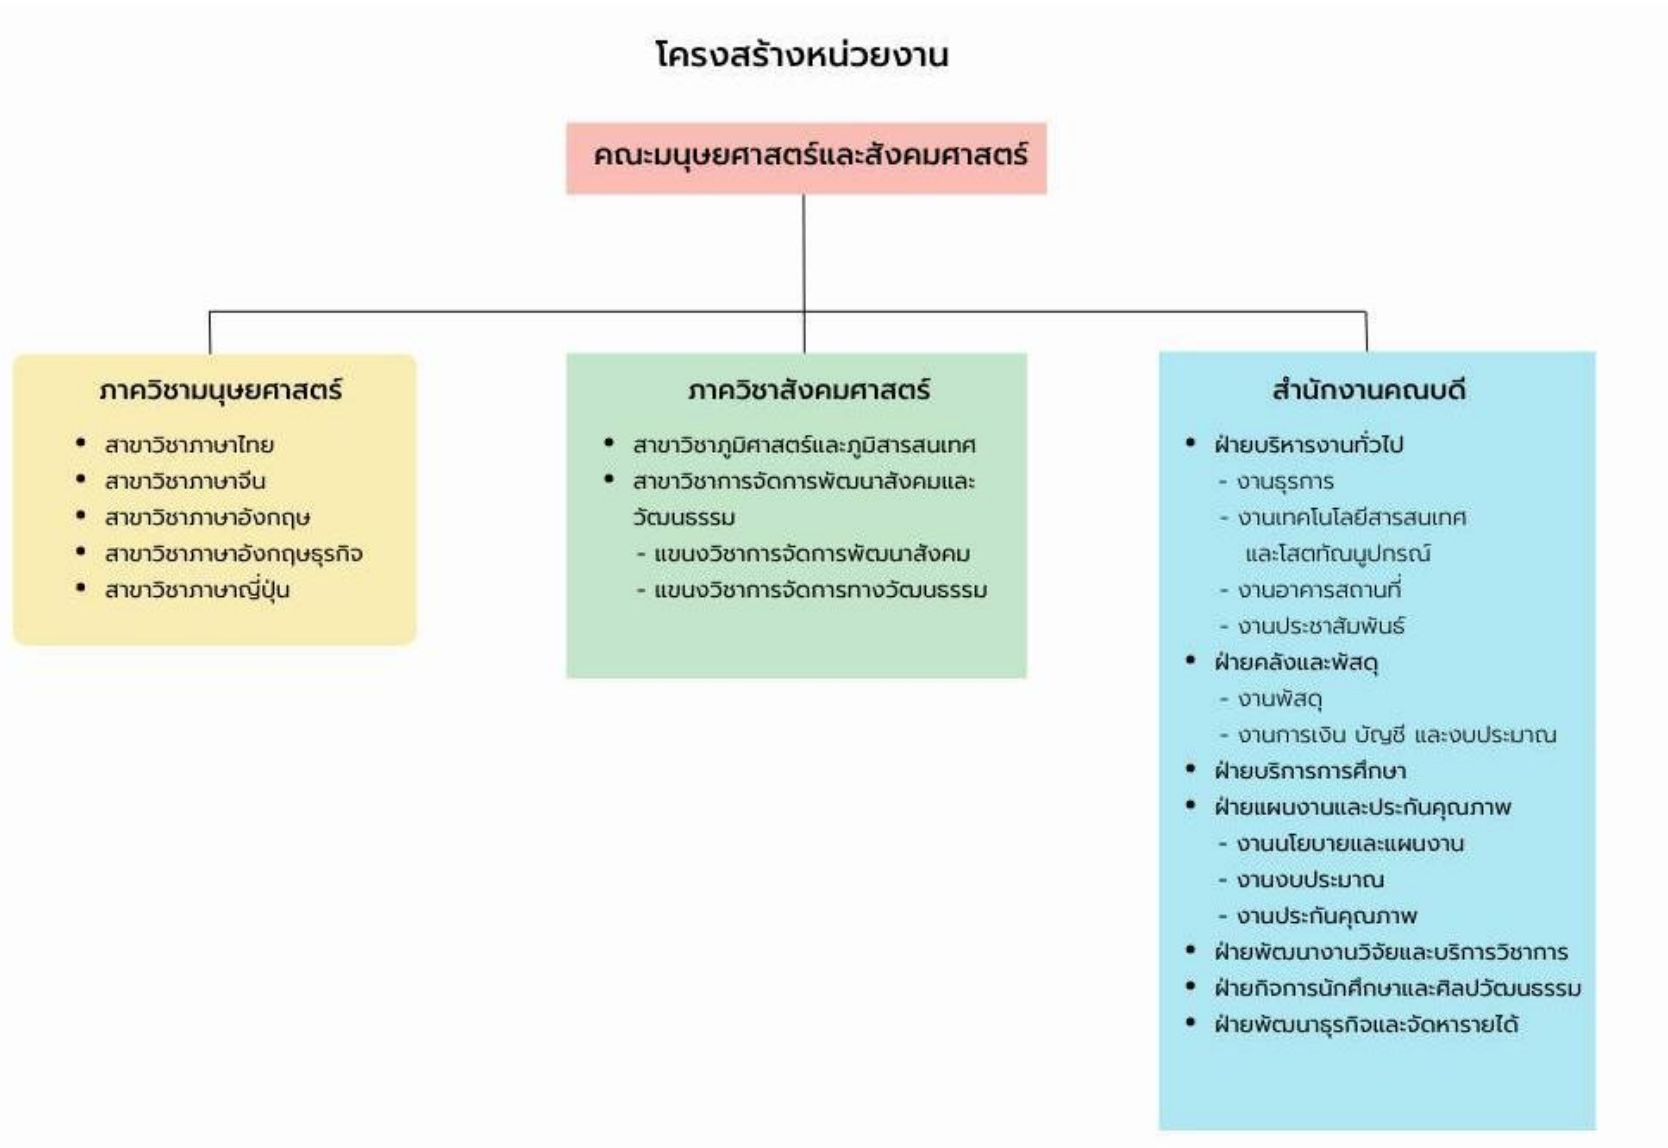 โครงสร้างหน่วยงาน
คณะมนุษยศาสตร์และสังคมศาสตร์
ภาควิชามนุษยศาสตร์
• สาขาวิชาภาษาไทย
• สาขาวิชาภาษาจีน
• สาขาวิชาภาษาอังกฤษ
• สาขาวิชาภาษาอังกฤษธุรกิจ
• สาขาวิชาภาษาญี่ปุ่น
ภาควิชาสังคมศาสตร์
• สาขาวิชาภูมิศาสตร์และภูมิสารสนเทศ
• สาขาวิชาการจัดการพัฒนาสังคมและ
วัฒนธรรม
- แขนงวิชาการจัดการพัฒนาสังคม
- แขนงวิชาการจัดการทางวัฒนธรรม
สำนักงานคณบดี
• ฝ่ายบริหารงานทั่วไป
- งานธุรการ
- งานเทคโนโลยีสารสนเทศ
และโสตทัณนูปกรณ์
- งานอาคารสถานที่
- งานประชาสัมพันธ์
• ฝ่ายคลังและพัสดุ
- งานพัสดุ
- งานการเงิน บัญชี และงบประมาณ
• ฝ่ายบริการการศึกษา
• ฝ่ายแผนงานและประกันคุณภาพ
- งานนโยบายและแผนงาน
- งานงบประมาณ
- งานประกันคุณภาพ
• ฝ่ายพัฒนางานวิจัยและบริการวิชาการ
• ฝ่ายกิจการนักศึกษาและศิลปวัฒนธรรม
• ฝ่ายพัฒนาธุรกิจและจัดหารายได้